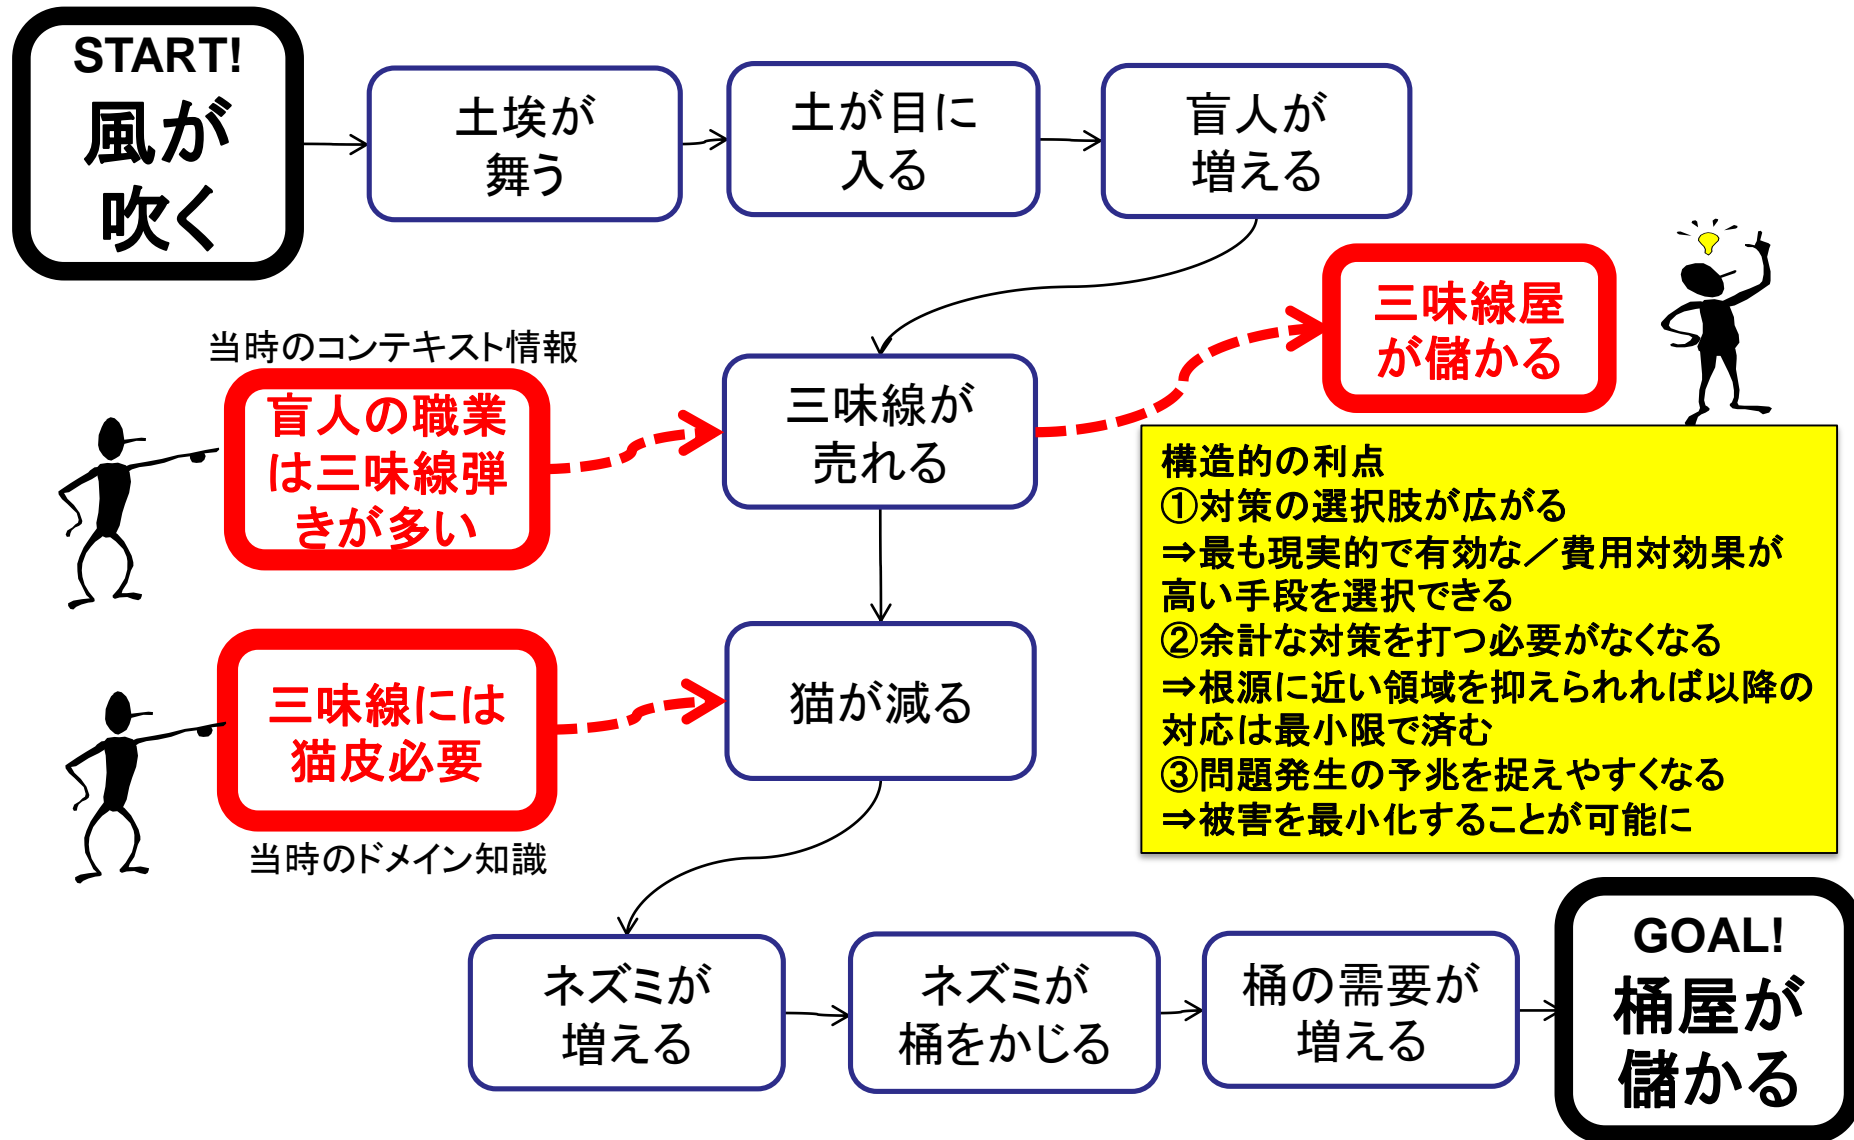 START!
風が
吹く
土埃が
舞う
土が目に
入る
盲人が
増える
三味線屋
が儲かる
当時のコンテキスト情報
盲人の職業
は三味線弾
きが多い
三味線が
売れる
構造的の利点
①対策の選択肢が広がる
⇒最も現実的で有効な／費用対効果が
高い手段を選択できる
②余計な対策を打つ必要がなくなる
⇒根源に近い領域を抑えられれば以降の
対応は最小限で済む
③問題発生の予兆を捉えやすくなる
⇒被害を最小化することが可能に
三味線には
猫皮必要
当時のドメイン知識
猫が減る
ネズミが
増える
ネズミが
桶をかじる
桶の需要が
増える
GOAL!
桶屋が
儲かる